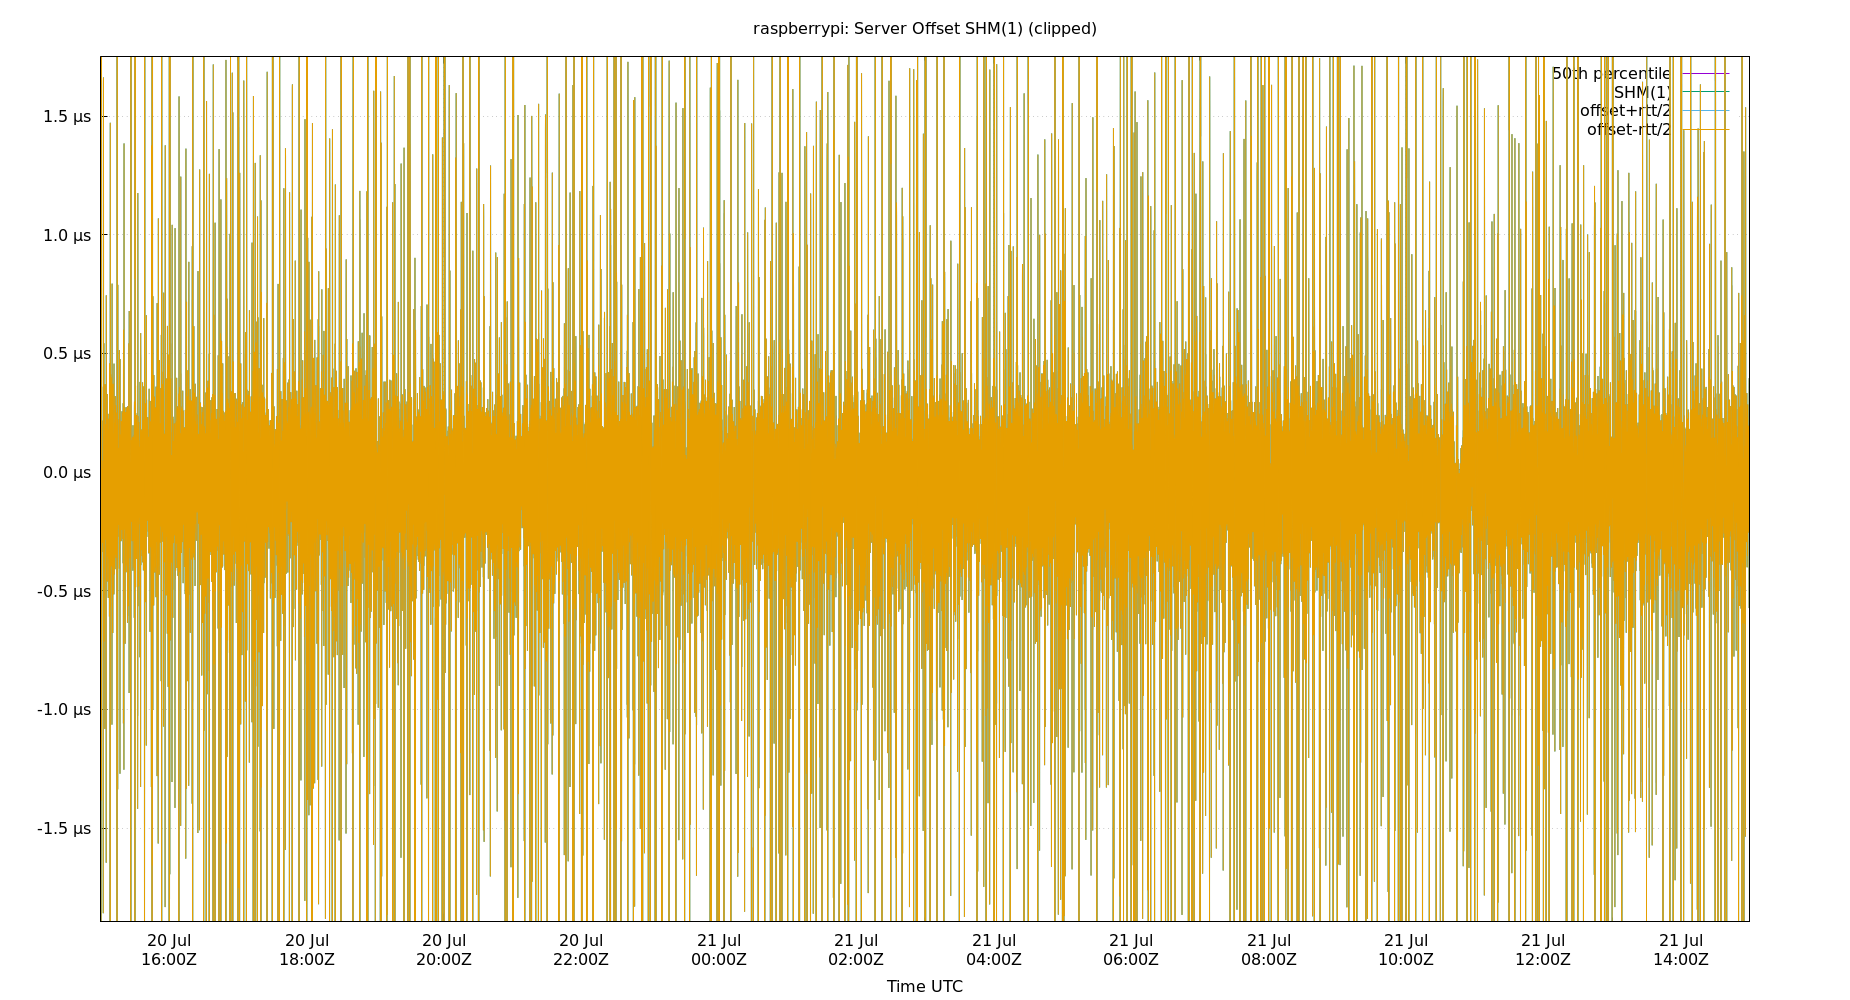 raspberrypi: Server Offset SHM(1) (clipped)
50th percentile
SHM(1)
offset+rtt/2
offset-rtt/2
1.5 µs
1.0 µs
0.5 µs
0.0 µs
-0.5 µs
-1.0 µs
-1.5 µs
20 Jul 20 Jul 20 Jul 20 Jul 21 Jul 21 Jul 21 Jul 21 Jul 21 Jul 21 Jul 21 Jul 21 Jul
16:00Z 18:00Z 20:00Z 22:00Z 00:00Z 02:00Z 04:00Z 06:00Z 08:00Z 10:00Z 12:00Z 14:00Z
Time UTC